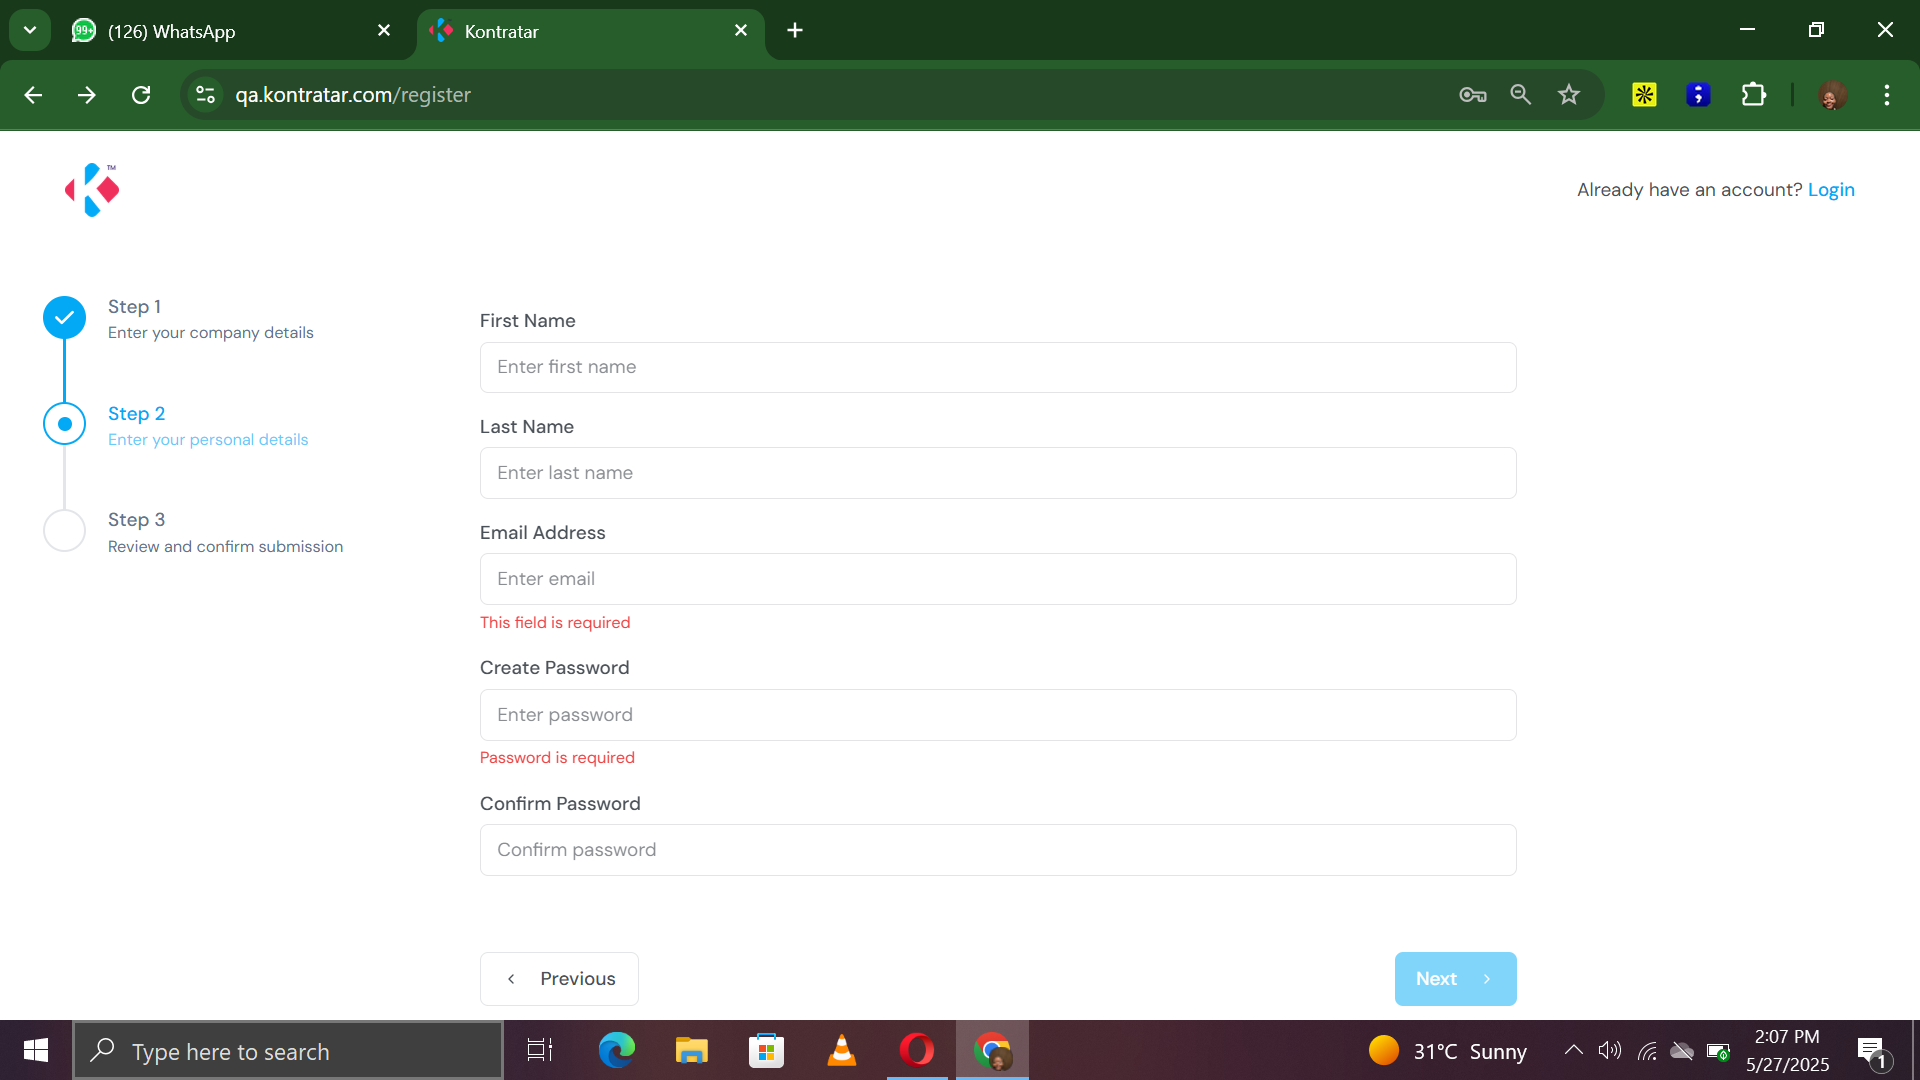 99+
(126) WhatsApp
Kontratar
qa.kontratar.com/register
TM
Already have an account? Login
Step 1
Enter your company details
Step 2
Enter your personal details
Step 3
Review and confirm submission
First Name
Enter first name
Last Name
Enter last name
Email Address
Enter email
This field is required
Create Password
Enter password
Password is required
Confirm Password
Confirm password
Previous
Next
Type here to search
31°C Sunny
2:07 PM
5/27/2025
1